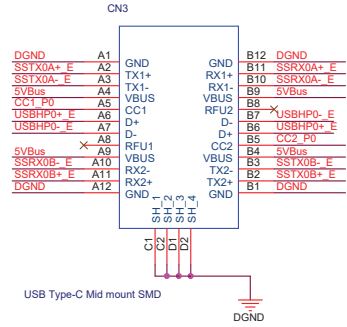 CN3
DGND A1 GND GND B12 DGND
SSTX0A+_E A2 TX1+ RX1+ B11 SSRX0A+_E
SSTX0A-_E A3 TX1- RX1- B10 SSRX0A-_E
5VBus A4 VBUS VBUS B9 5VBus
CC1_P0 A5 CC1 RFU2 B8
USBHP0+_E A6 D+ D- B7 USBHP0-_E
USBHP0-_E A7 D- D+ B6 USBHP0+_E
A8 RFU1 CC2 B5 CC2_P0
5VBus A9 VBUS VBUS B4 5VBus
SSRX0B-_E A10 RX2- TX2- B3 SSTX0B-_E
SSRX0B+_E A11 RX2+ TX2+ B2 SSTX0B+_E
DGND A12 GND GND B1 DGND
SH_1 SH_2 SH_3 SH_4
C1 C2 D1 D2
USB Type-C Mid mount SMD
DGND